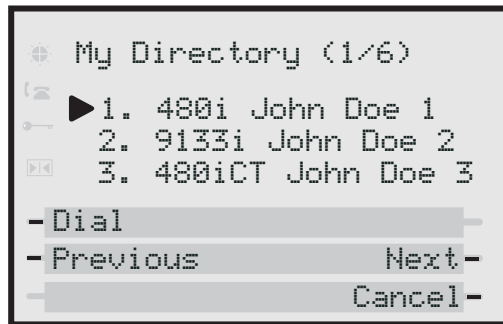 My Directory (1/6)
1. 480i John Doe 1
2. 9133i John Doe 2
3. 480iCT John Doe 3
Dial
Previous Next
Cancel